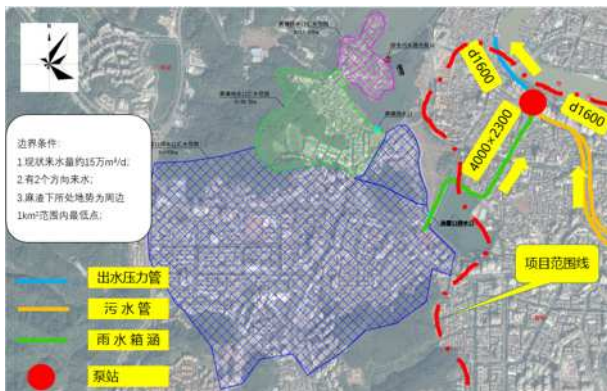 d1600
d1600
4000×2300
边界条件:
1.现状来水量约15万m³/d;
2.有2个方向来水;
3.麻渣下所处地势为周边
1km²范围内最低点;
项目范围线
出水压力管
污水管
雨水箱涵
泵站